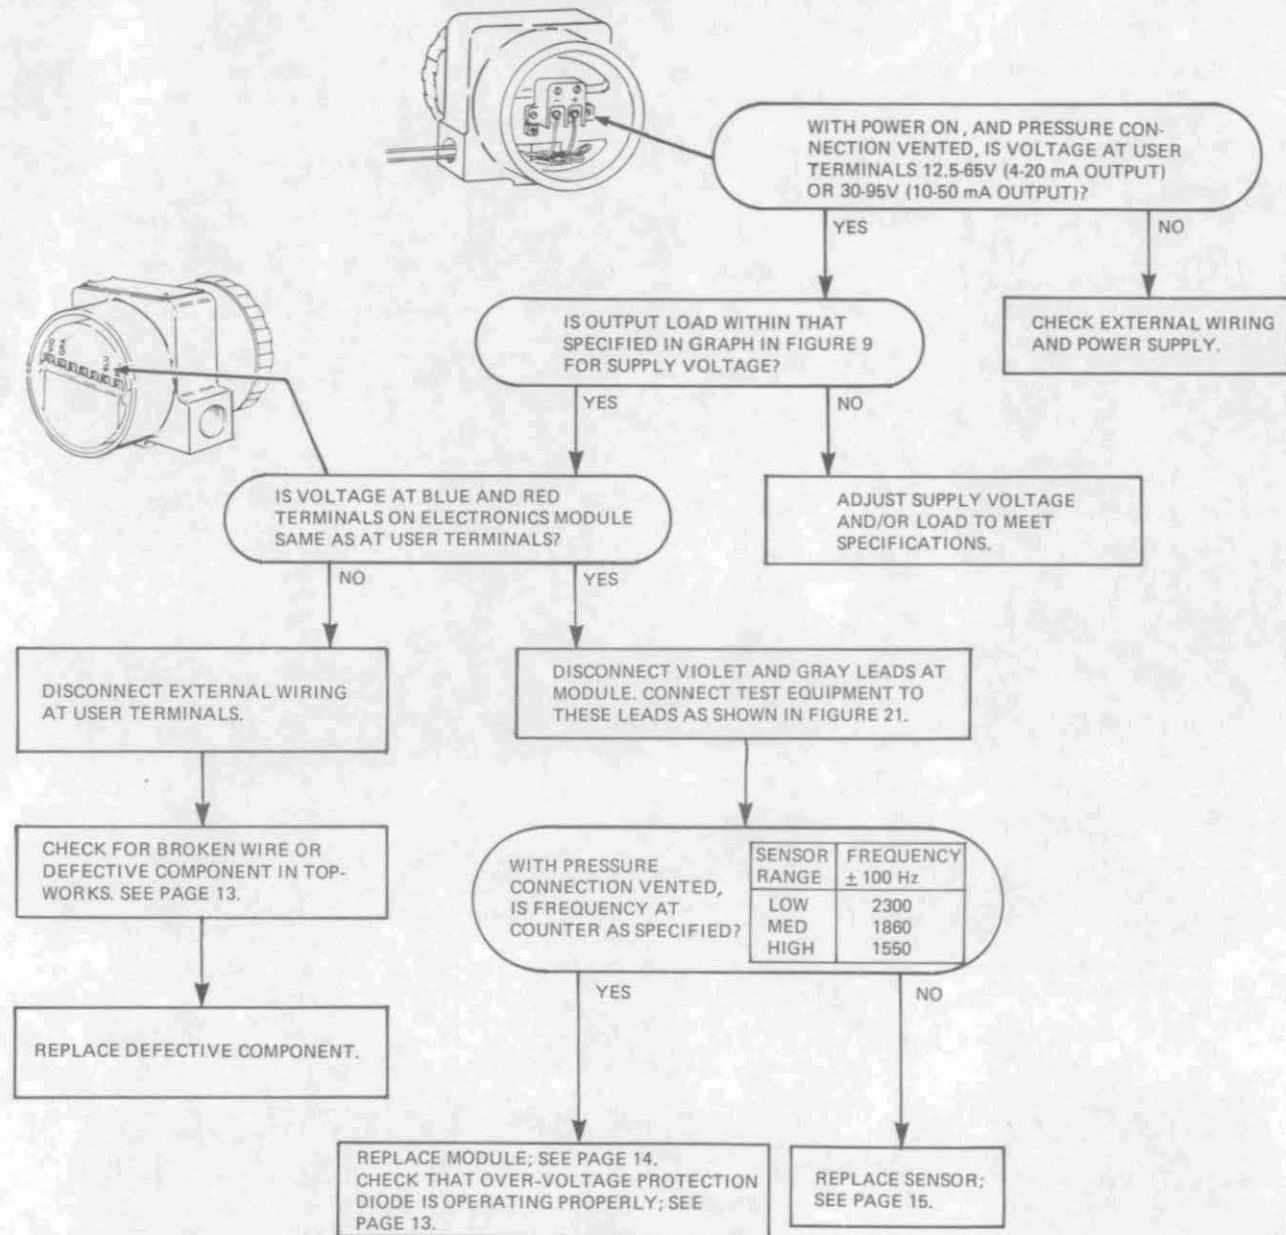 WITH POWER ON, AND PRESSURE CON-
NECTION VENTED, IS VOLTAGE AT USER
TERMINALS 12.5-65V (4-20 mA OUTPUT)
OR 30-95V (10-50 mA OUTPUT)?
YES
NO
IS OUTPUT LOAD WITHIN THAT
SPECIFIED IN GRAPH IN FIGURE 9
FOR SUPPLY VOLTAGE?
CHECK EXTERNAL WIRING
AND POWER SUPPLY.
GRA
BLU
YES
NO
IS VOLTAGE AT BLUE AND RED
TERMINALS ON ELECTRONICS MODULE
SAME AS AT USER TERMINALS?
ADJUST SUPPLY VOLTAGE
AND/OR LOAD TO MEET
SPECIFICATIONS.
NO
YES
DISCONNECT EXTERNAL WIRING
AT USER TERMINALS.
DISCONNECT VIOLET AND GRAY LEADS AT
MODULE. CONNECT TEST EQUIPMENT TO
THESE LEADS AS SHOWN IN FIGURE 21.
CHECK FOR BROKEN WIRE OR
DEFECTIVE COMPONENT IN TOP-
WORKS. SEE PAGE 13.
WITH PRESSURE
CONNECTION VENTED,
IS FREQUENCY AT
COUNTER AS SPECIFIED?
SENSOR RANGE FREQUENCY ± 100 Hz
LOW 2300
MED 1860
HIGH 1550
YES
NO
REPLACE DEFECTIVE COMPONENT.
REPLACE MODULE; SEE PAGE 14.
CHECK THAT OVER-VOLTAGE PROTECTION
DIODE IS OPERATING PROPERLY; SEE
PAGE 13.
REPLACE SENSOR;
SEE PAGE 15.